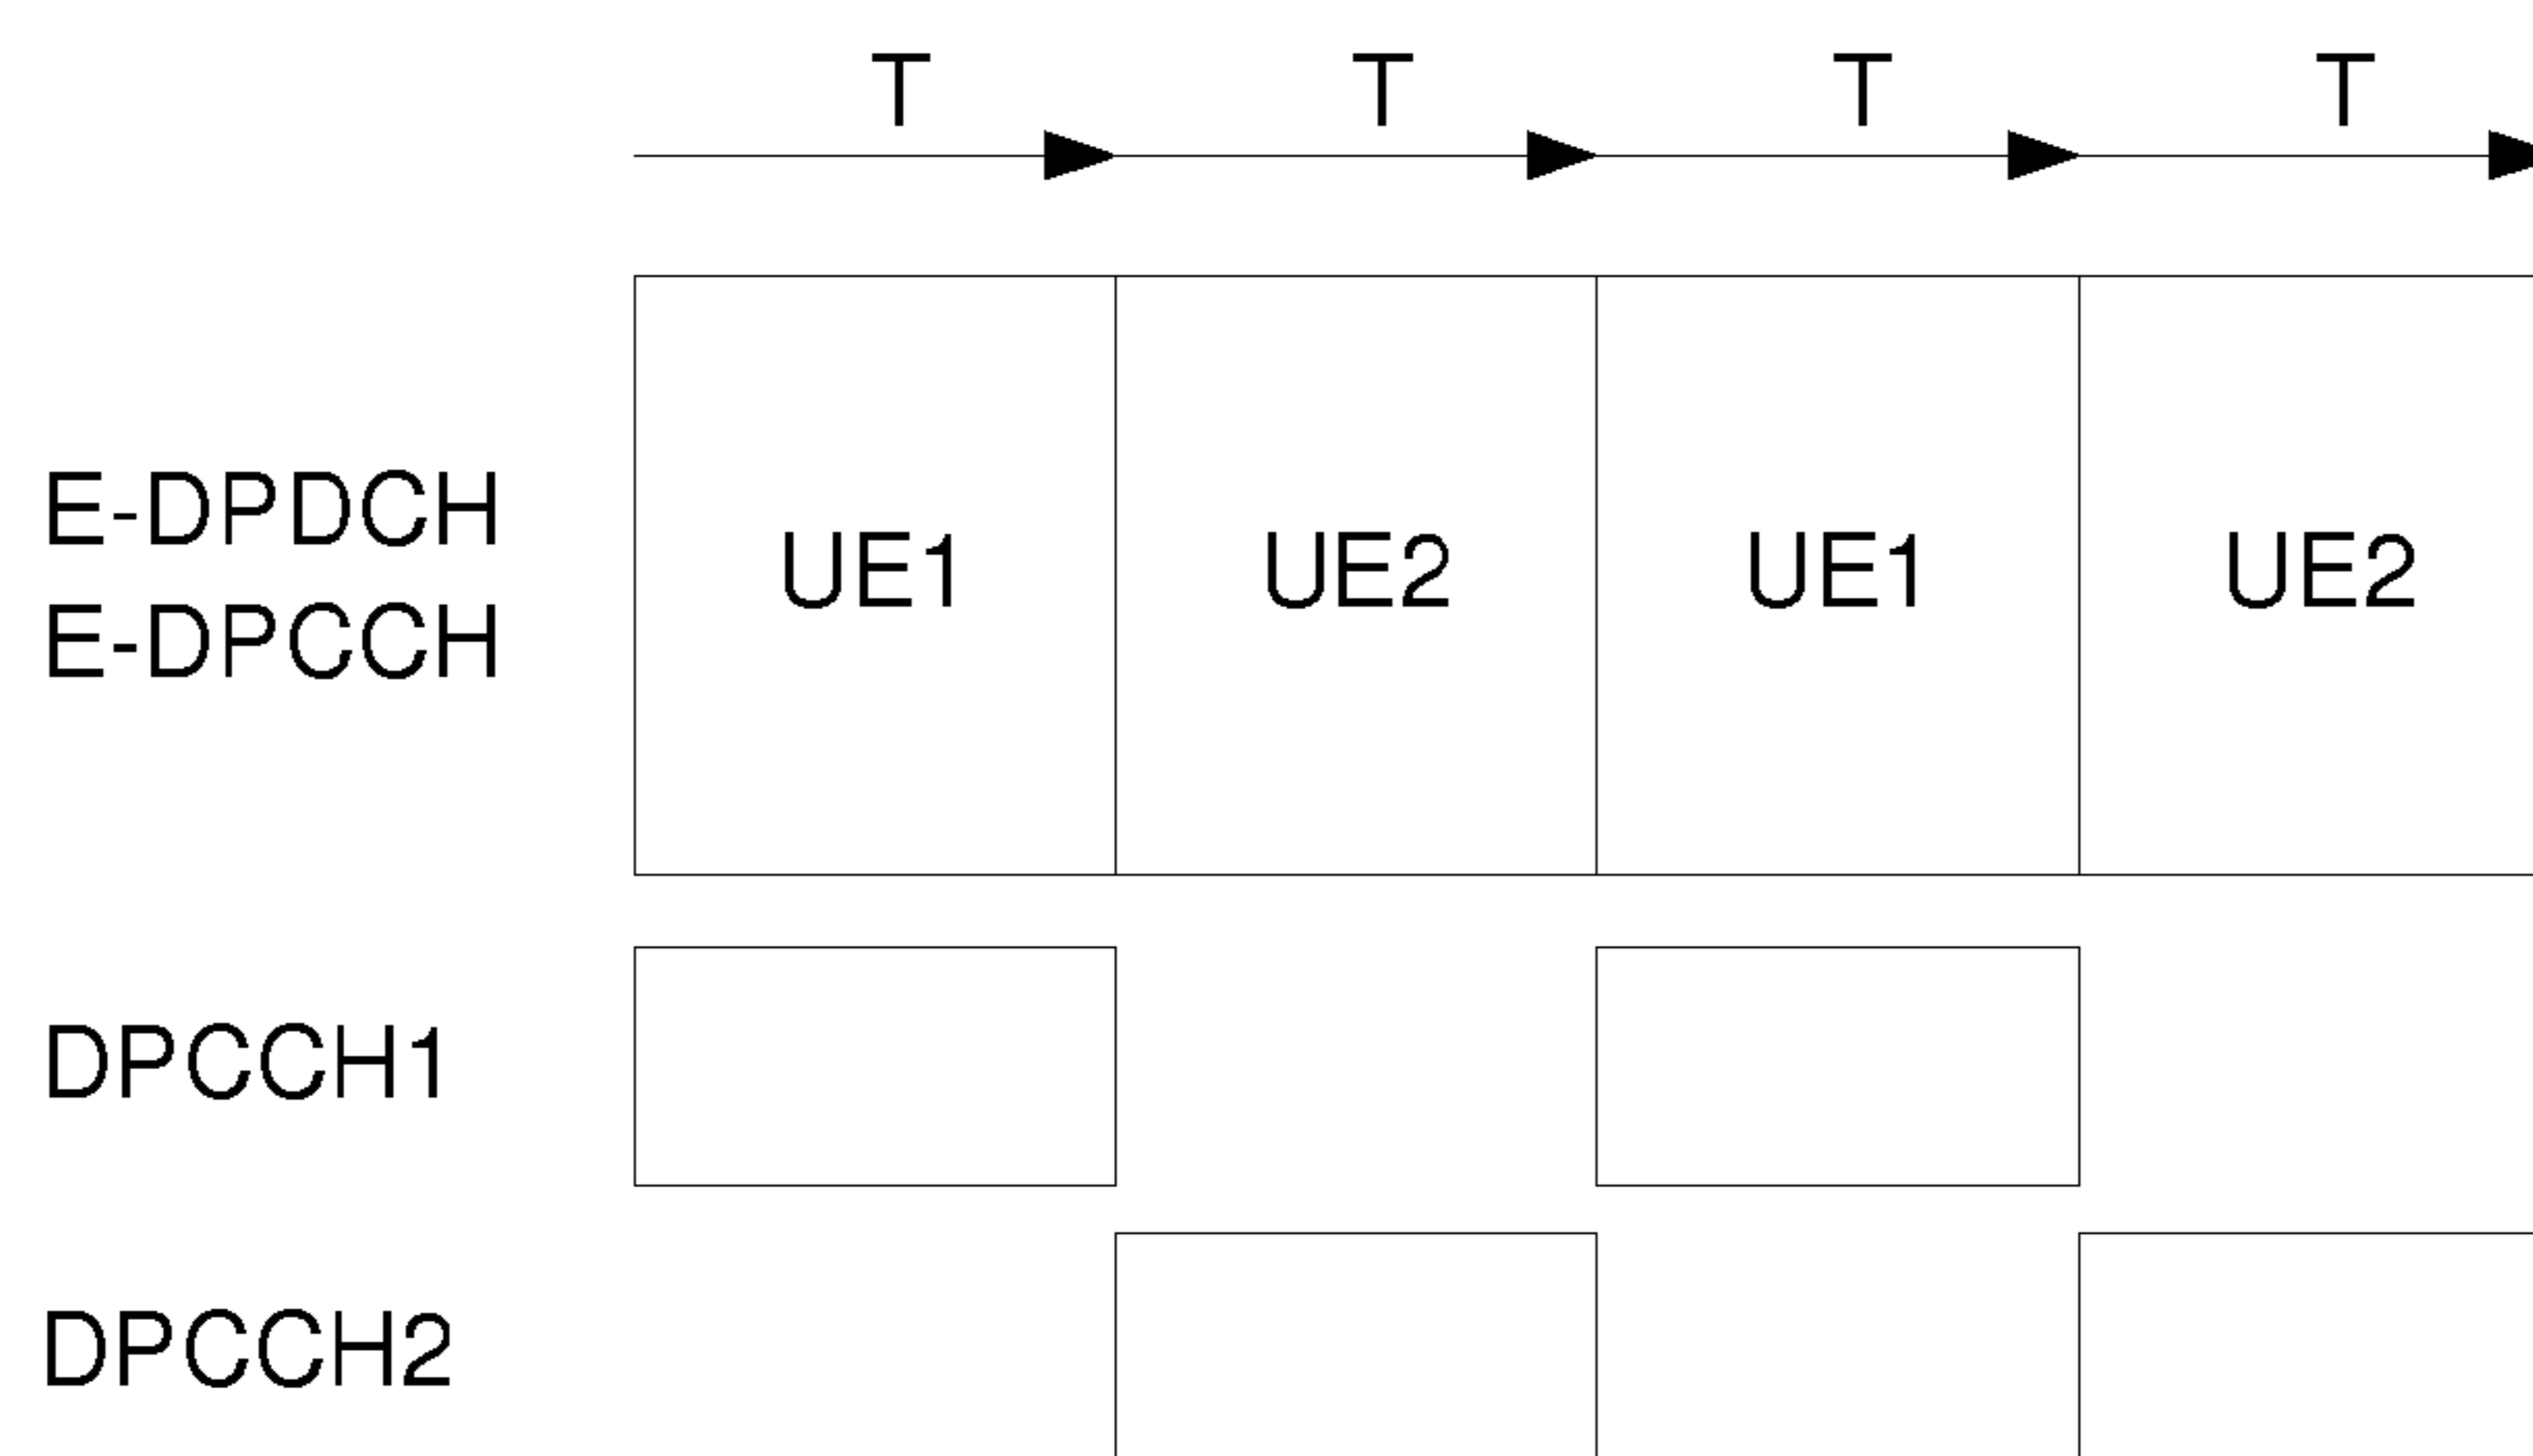 T T T T
E-DPDCH
E-DPCCH
UE1 UE2 UE1 UE2
DPCCH1
DPCCH2